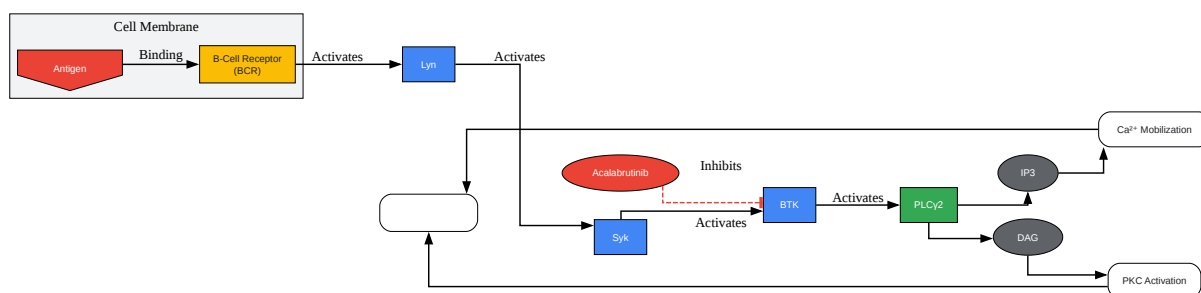 Cell Membrane
Antigen
Binding
B-Cell Receptor
(BCR)
Activates
Lyn
Activates
Ca²⁺ Mobilization
Acalabrutinib
Inhibits
IP3
BTK
Activates
PLCγ2
Syk
Activates
DAG
PKC Activation